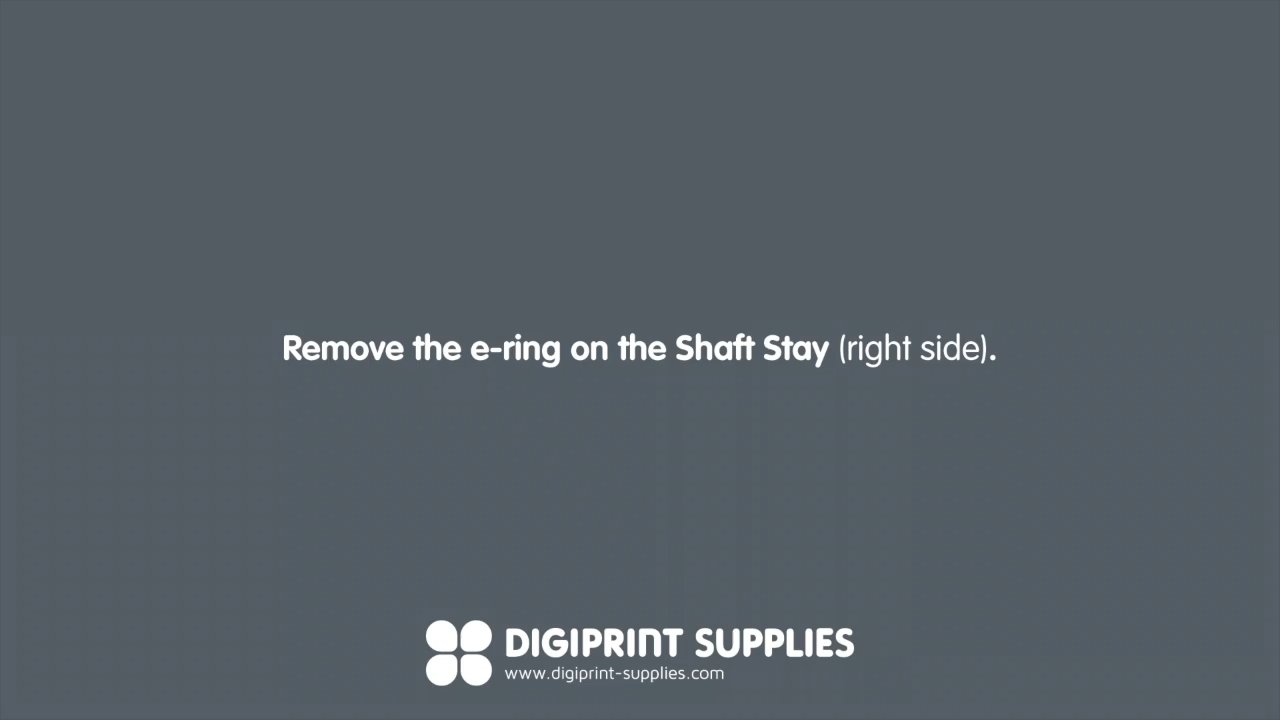 Remove the e-ring on the Shaft Stay (right side).
DIGIPRINT SUPPLIES
www.digiprint-supplies.com